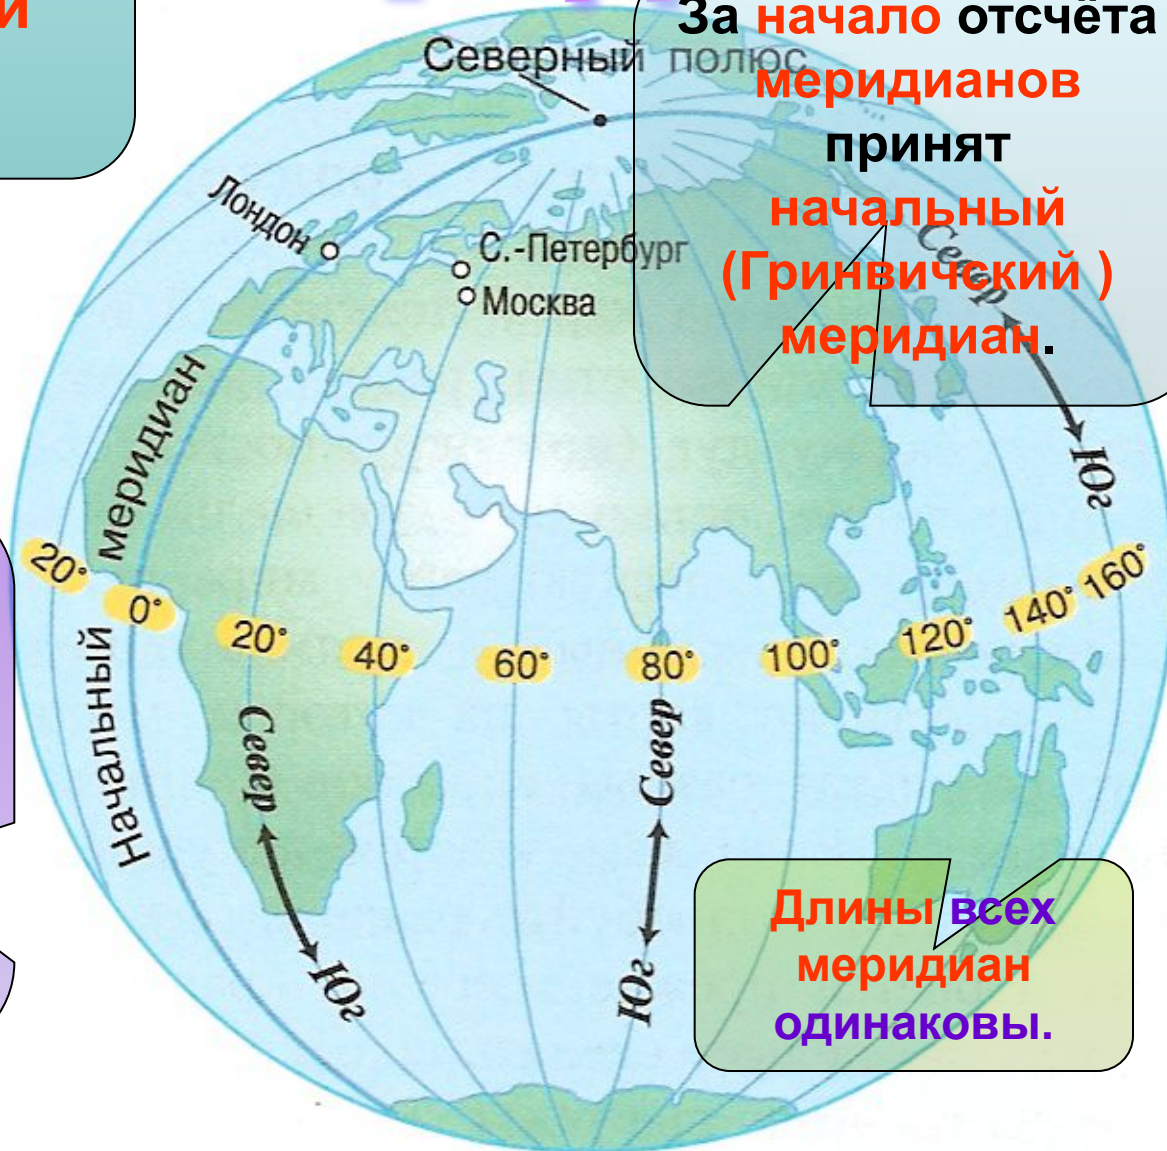 й
За начало отсчёта
меридианов
принят
начальный
(Гринвичский )
меридиан.
Северный полюс
Лондон
С.-Петербург
Москва
Север
Юг
Начальный меридиан
20°
0°
20°
40°
60°
80°
100°
120°
140°
160°
Север
Юг
Север
Юг
Длины всех
меридиан
одинаковы.